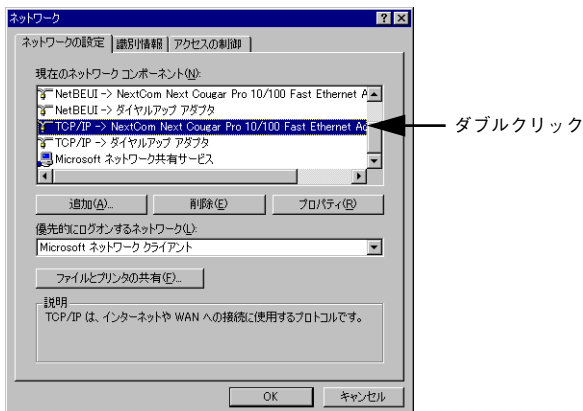 ネットワーク
ネットワークの設定 識別情報 アクセスの制御
現在のネットワーク コンポーネント(N):
NetBEUI -> NextCom Next Cougar Pro 10/100 Fast Ethernet A
NetBEUI -> ダイヤルアップ アダプタ
TCP/IP -> NextCom Next Cougar Pro 10/100 Fast Ethernet Ad
ダブルクリック
TCP/IP -> ダイヤルアップ アダプタ
Microsoft ネットワーク共有サービス
追加(A)... 削除(E) プロパティ(R)
優先的にログオンするネットワーク(L):
Microsoft ネットワーク クライアント
ファイルとプリンタの共有(F)...
説明
TCP/IP は、インターネットや WAN への接続に使用するプロトコルです。
OK キャンセル